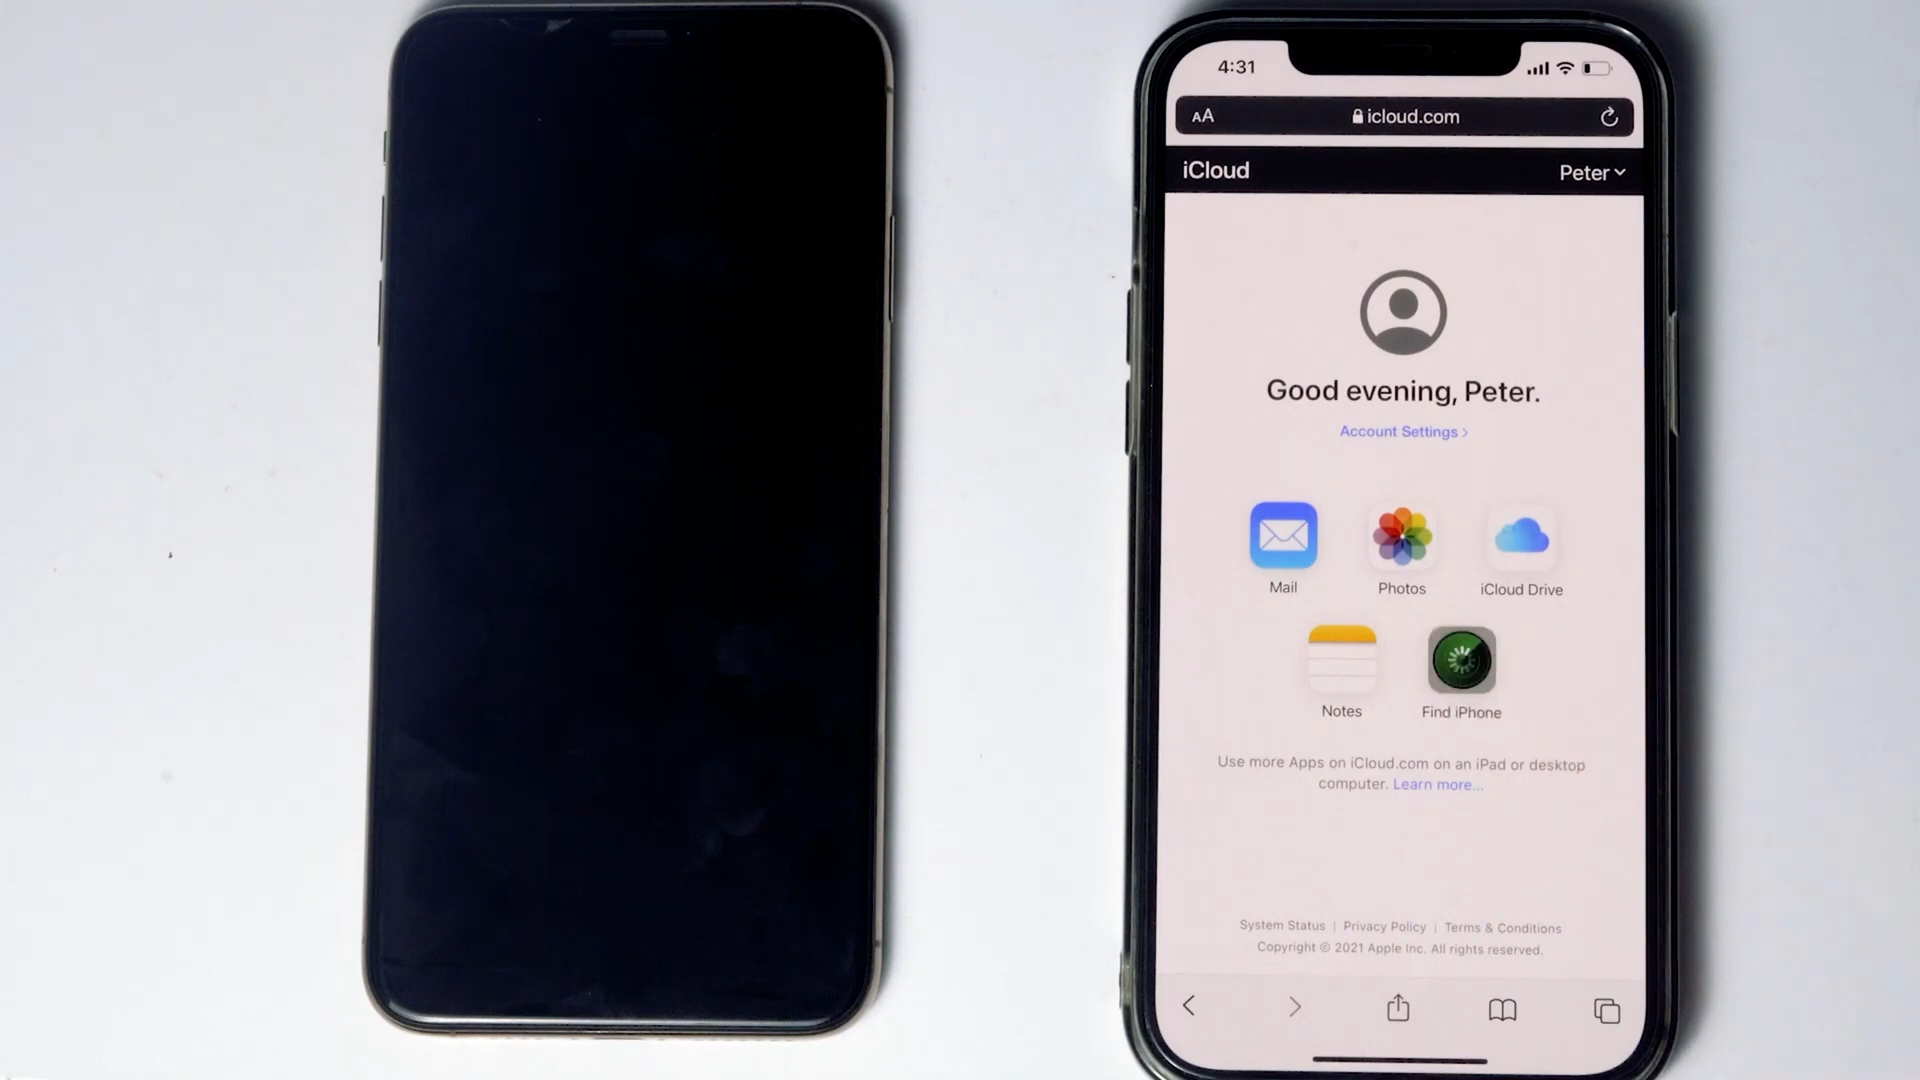 4:31
AA
icloud.com
iCloud
Peter
Good evening, Peter.
Account Settings >
Mail
Photos
iCloud Drive
Notes
Find iPhone
Use more Apps on iCloud.com on an iPad or desktop
computer. Learn more...
System Status | Privacy Policy | Terms & Conditions
Copyright © 2021 Apple Inc. All rights reserved.